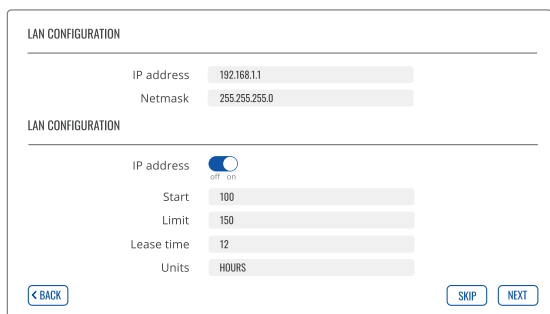 LAN CONFIGURATION
IP address 192.168.1.1
Netmask 255.255.255.0
LAN CONFIGURATION
IP address
off on
Start 100
Limit 150
Lease time 12
Units HOURS
< BACK SKIP NEXT